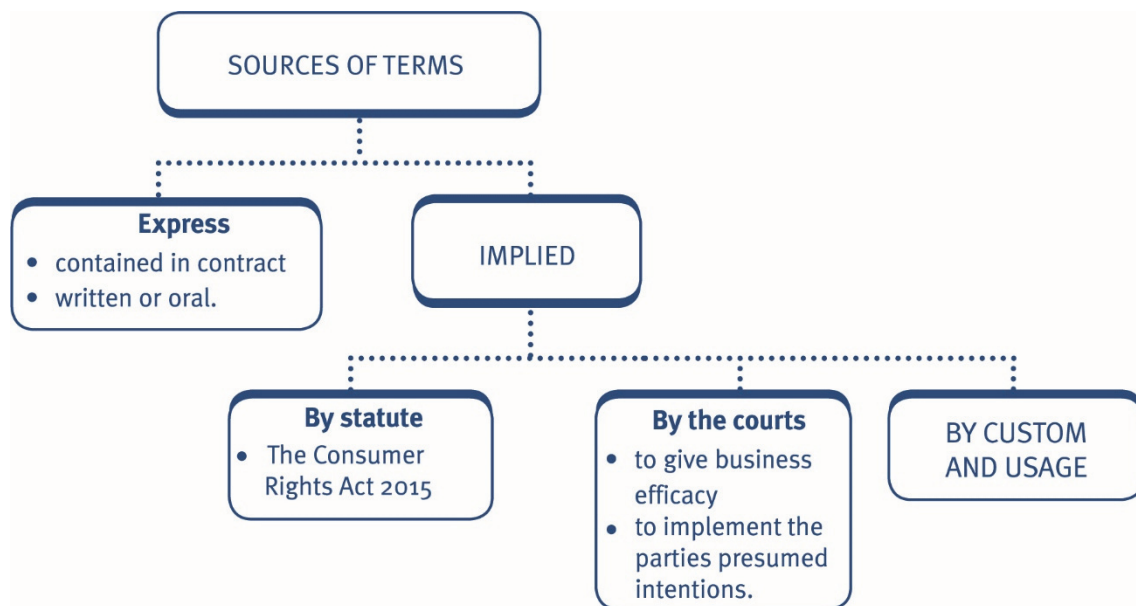 SOURCES OF TERMS
Express
• contained in contract
• written or oral.
IMPLIED
By statute
• The Consumer
Rights Act 2015
By the courts
• to give business
efficacy
• to implement the
parties presumed
intentions.
BY CUSTOM
AND USAGE